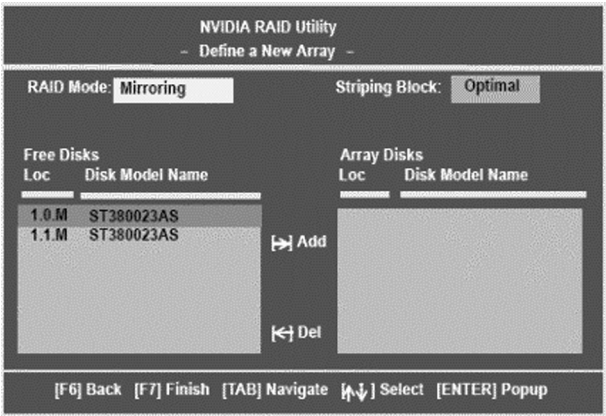 NVIDIA RAID Utility
- Define a New Array -
RAID Mode: Mirroring
Striping Block: Optimal
Free Disks
Loc Disk Model Name
1.0.M ST380023AS
1.1.M ST380023AS
[→] Add
[←] Del
Array Disks
Loc Disk Model Name
[F6] Back [F7] Finish [TAB] Navigate [↑↓] Select [ENTER] Popup